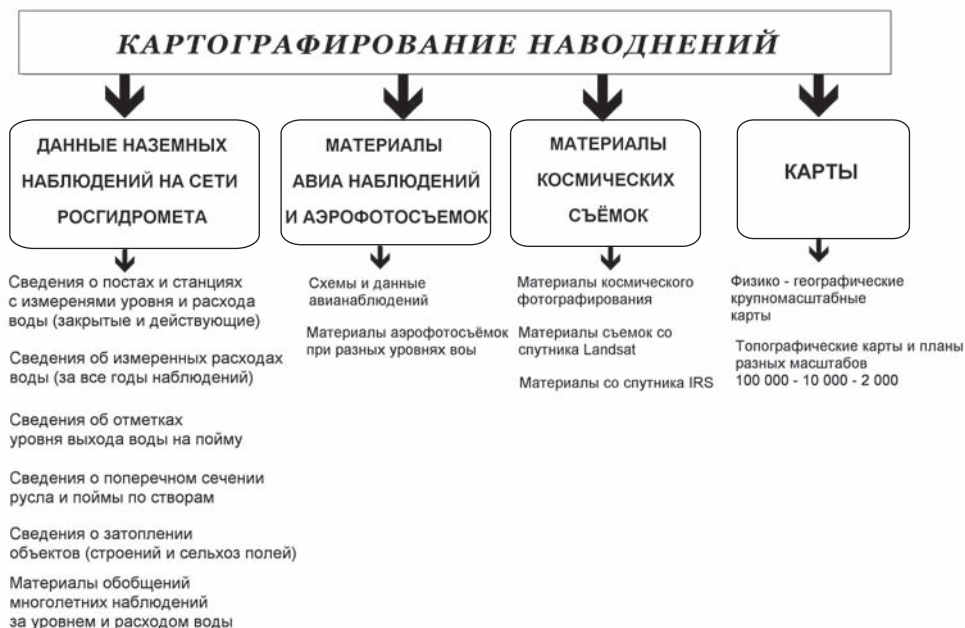 КАРТОГРАФИРОВАНИЕ НАВОДНЕНИЙ
ДАННЫЕ НАЗЕМНЫХ
НАБЛЮДЕНИЙ НА СЕТИ
РОСГИДРОМЕТА
Сведения о постах и станциях
с измеренями уровня и расхода
воды (закрытые и действующие)
Сведения об измеренных расходах
воды (за все годы наблюдений)
Сведения об отметках
уровня выхода воды на пойму
Сведения о поперечном сечении
русла и поймы по створам
Сведения о затоплении
объектов (строений и сельхоз полей)
Материалы обобщений
многолетних наблюдений
за уровнем и расходом воды
МАТЕРИАЛЫ
АВИА НАБЛЮДЕНИЙ
И АЭРОФОТОСЪЕМОК
Схемы и данные
авианаблюдений
Материалы аэрофотосъёмок
при разных уровнях воы
МАТЕРИАЛЫ
КОСМИЧЕСКИХ
СЪЁМОК
Материалы космического
фотографирования
Материалы съемок со
спутника Landsat
Материалы со спутника IRS
КАРТЫ
Физико - географические
крупномасштабные
карты
Топографические карты и планы
разных масштабов
100 000 - 10 000 - 2 000